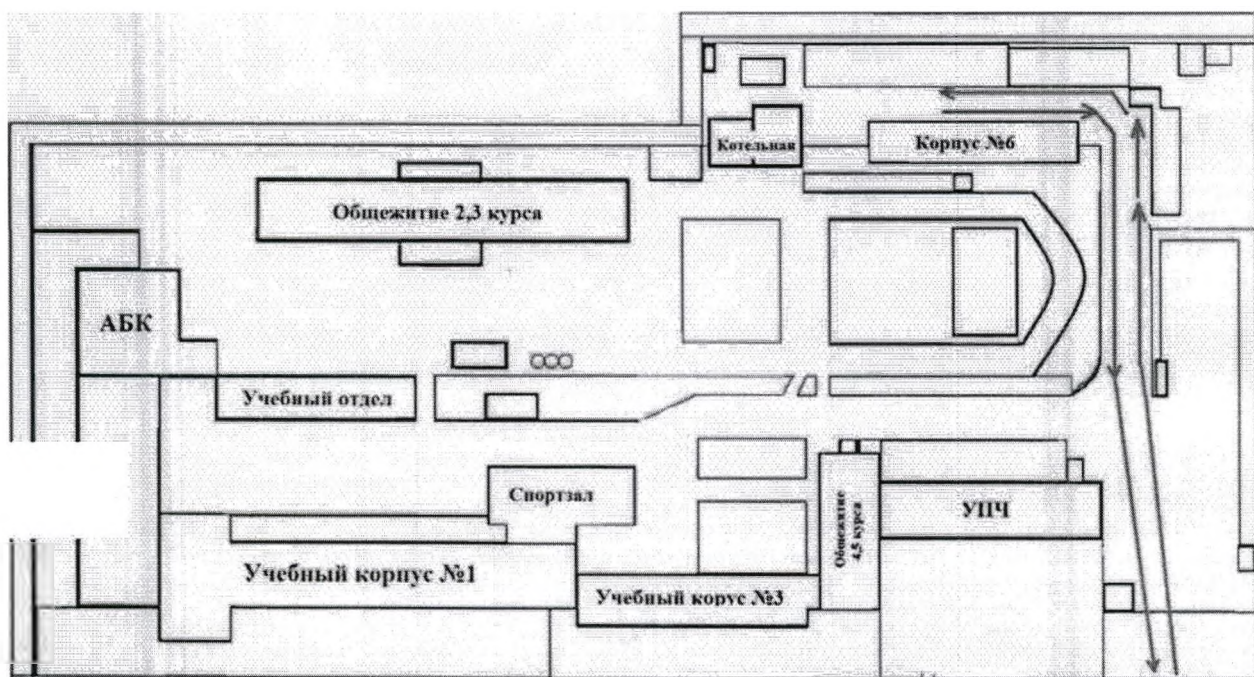 Котельная
Корпус №6
Общежитие 2,3 курса
АБК
Учебный отдел
Спортзал
Общежитие
4,5 курса
УПЧ
Учебный корпус №1
Учебный корус №3